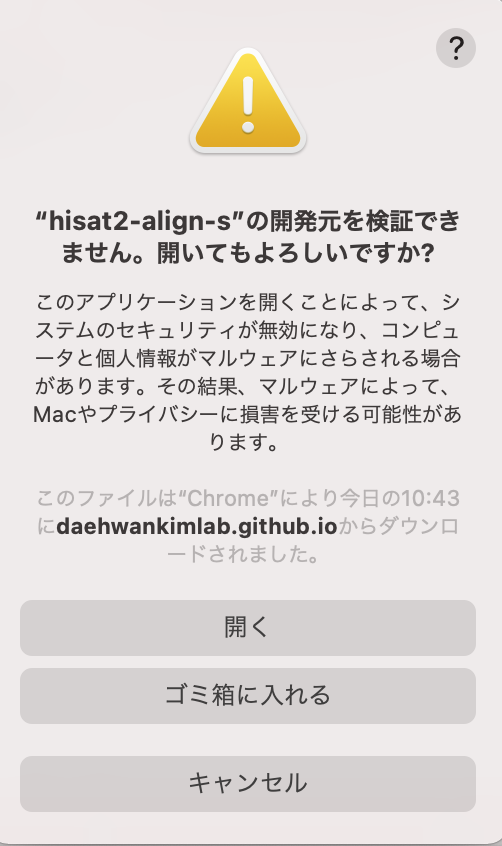 ?
“hisat2-align-s”の開発元を検証でき
ません。開いてもよろしいですか?
このアプリケーションを開くことによって、シ
ステムのセキュリティが無効になり、コンピュ
ータと個人情報がマルウェアにさらされる場合
があります。その結果、マルウェアによって、
Macやプライバシーに損害を受ける可能性があ
ります。
このファイルは“Chrome”により今日の10:43
にdaehwankimlab.github.ioからダウンロ
ードされました。
開く
ゴミ箱に入れる
キャンセル